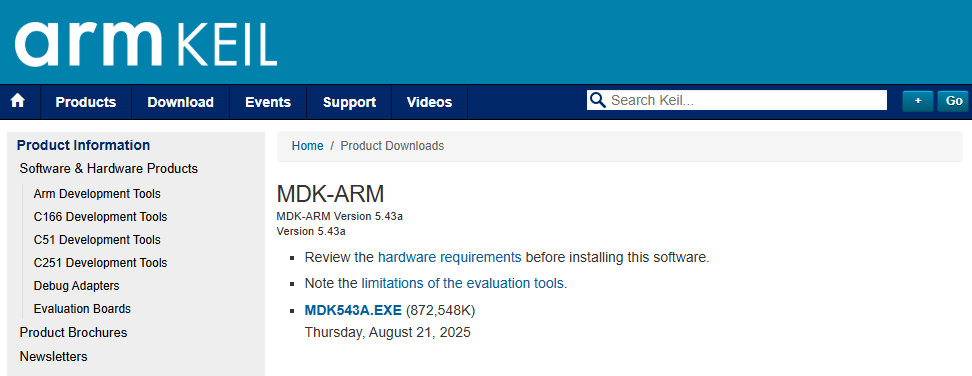 arm KEIL
Products Download Events Support Videos Search Keil... + Go
Product Information
Software & Hardware Products
Arm Development Tools
C166 Development Tools
C51 Development Tools
C251 Development Tools
Debug Adapters
Evaluation Boards
Product Brochures
Newsletters
Home / Product Downloads
MDK-ARM
MDK-ARM Version 5.43a
Version 5.43a
Review the hardware requirements before installing this software.
Note the limitations of the evaluation tools.
MDK543A.EXE (872,548K)
Thursday, August 21, 2025